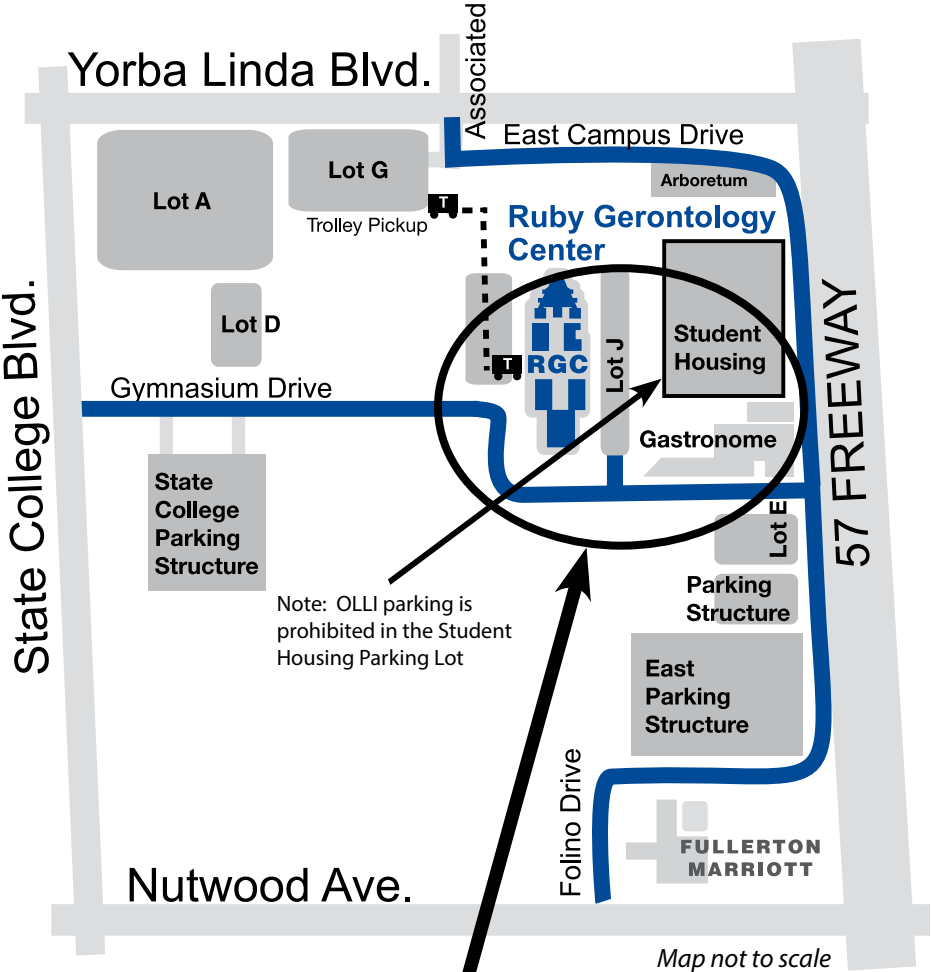 Yorba Linda Blvd.
Associated
East Campus Drive
Lot G
Arboretum
Lot A
T
Trolley Pickup
Ruby Gerontology
Center
State College Blvd.
57 FREEWAY
Lot D
Student
Housing
T
RGC
Lot J
Gymnasium Drive
Gastronome
State
College
Parking
Structure
Lot E
Parking
Structure
Note: OLLI parking is
prohibited in the Student
Housing Parking Lot
East
Parking
Structure
Folino Drive
FULLERTON
MARRIOTT
Nutwood Ave.
Map not to scale